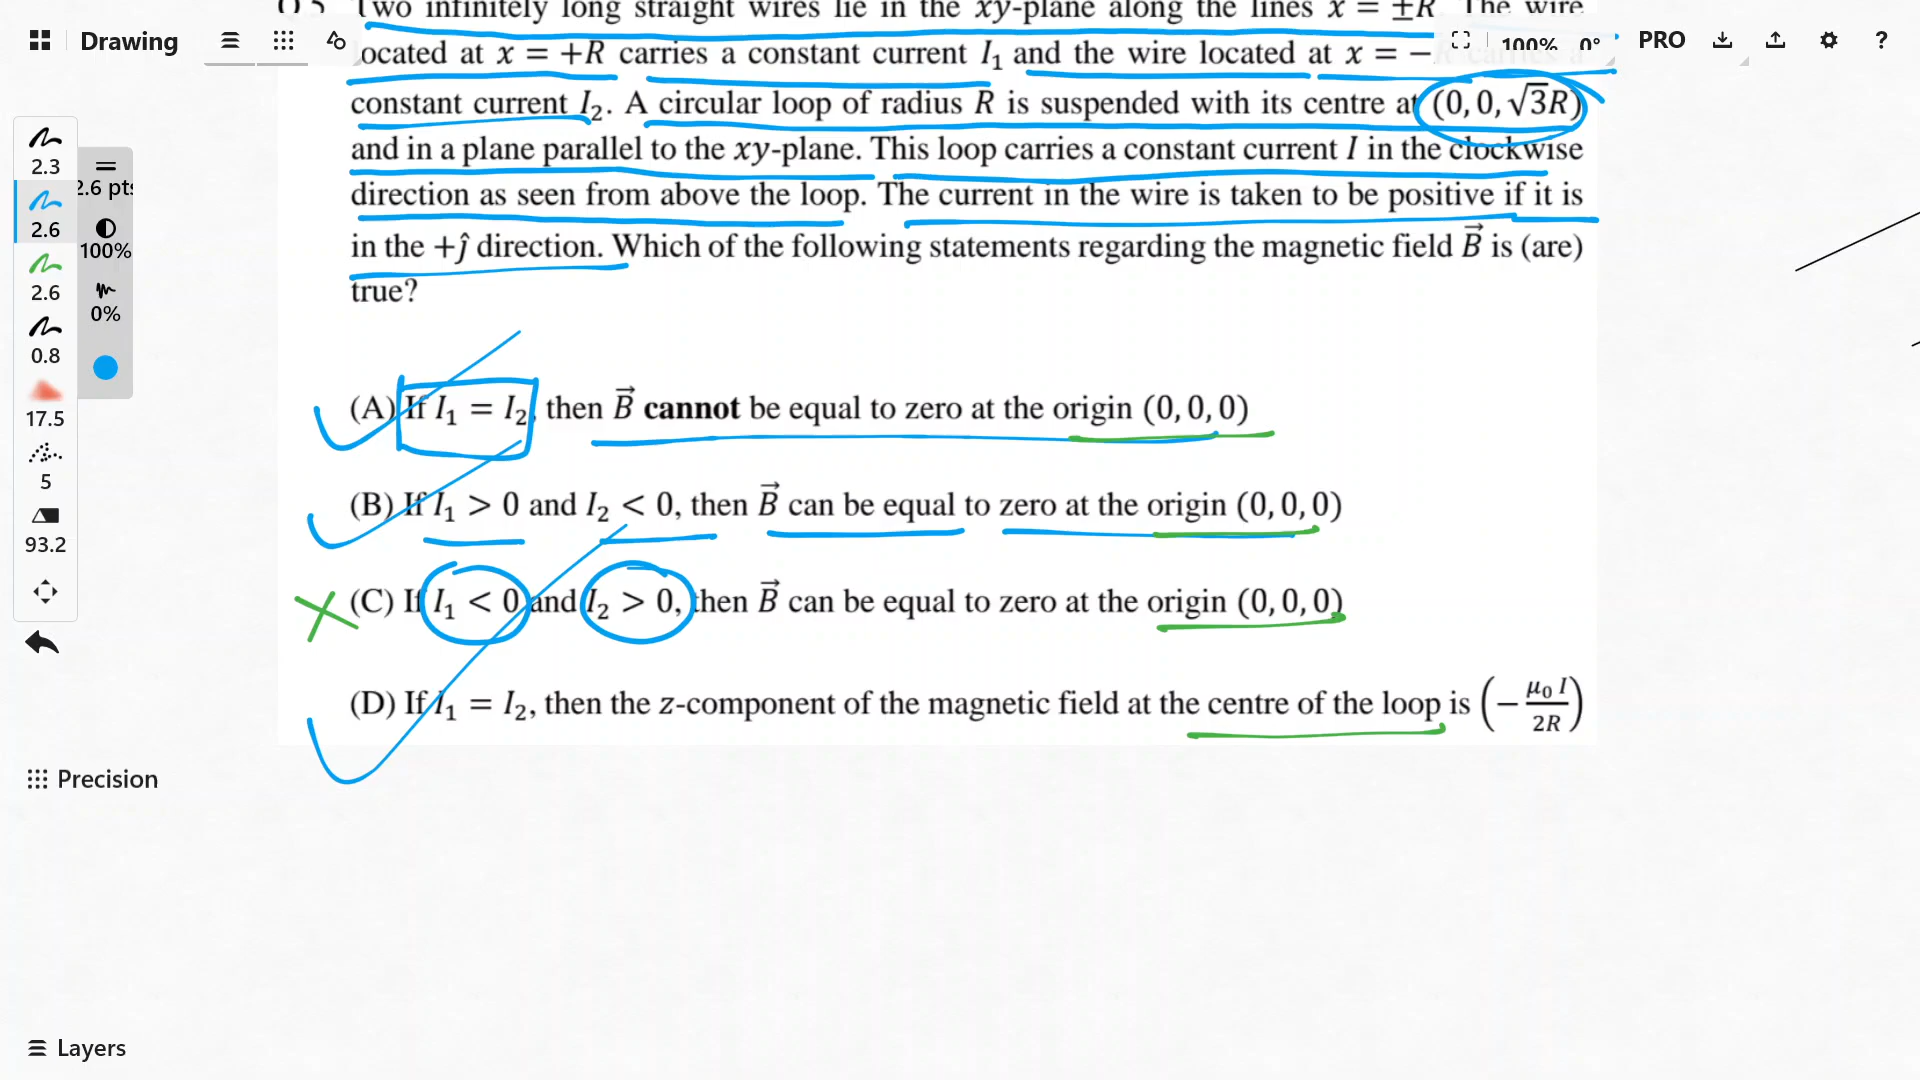 Drawing
100% 0°
PRO
?
Two infinitely long straight wires lie in the xy-plane along the lines x = ±R. The wire
located at x = +R carries a constant current I₁ and the wire located at x = −
constant current I₂. A circular loop of radius R is suspended with its centre at (0, 0, √3R)
and in a plane parallel to the xy-plane. This loop carries a constant current I in the clockwise
direction as seen from above the loop. The current in the wire is taken to be positive if it is
in the +ĵ direction. Which of the following statements regarding the magnetic field B⃗ is (are)
true?
(A) If I₁ = I₂, then B⃗ cannot be equal to zero at the origin (0, 0, 0)
(B) If I₁ > 0 and I₂ < 0, then B⃗ can be equal to zero at the origin (0, 0, 0)
(C) If I₁ < 0 and I₂ > 0, then B⃗ can be equal to zero at the origin (0, 0, 0)
(D) If I₁ = I₂, then the z-component of the magnetic field at the centre of the loop is (− μ₀ I / 2R)
2.3
2.6
2.6
0.8
17.5
5
93.2
2.6 pts
100%
0%
Precision
Layers